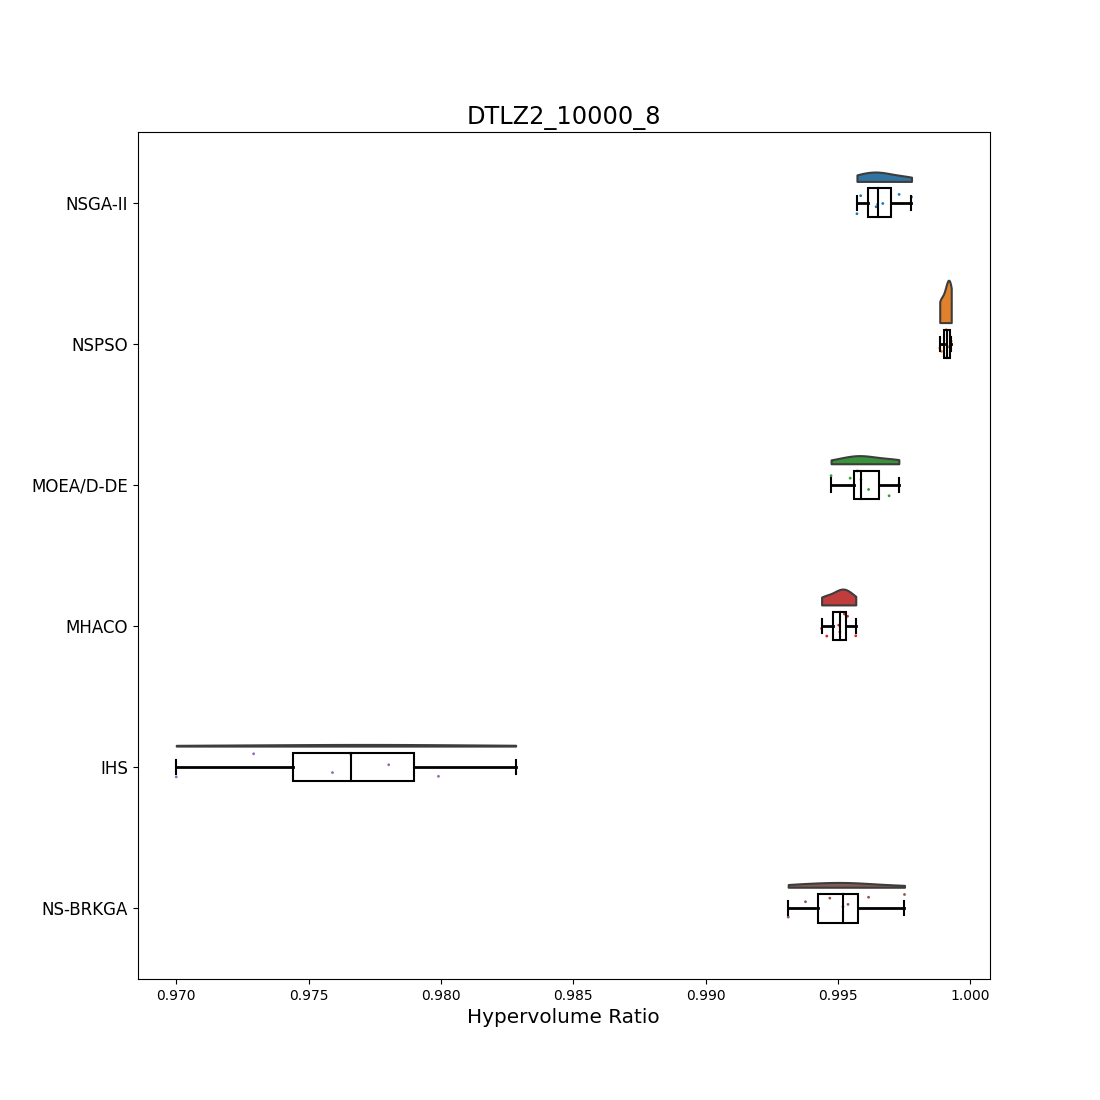 DTLZ2_10000_8
NSGA-II
NSPSO
MOEA/D-DE
MHACO
IHS
NS-BRKGA
0.970 0.975 0.980 0.985 0.990 0.995 1.000
Hypervolume Ratio